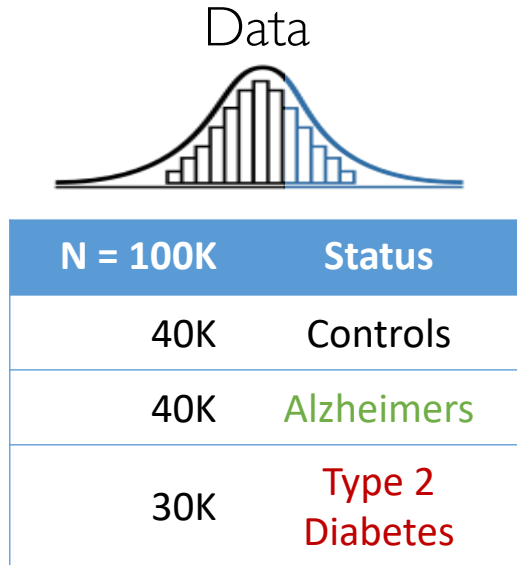 Data
N = 100K Status
40K Controls
40K Alzheimers
30K Type 2
Diabetes